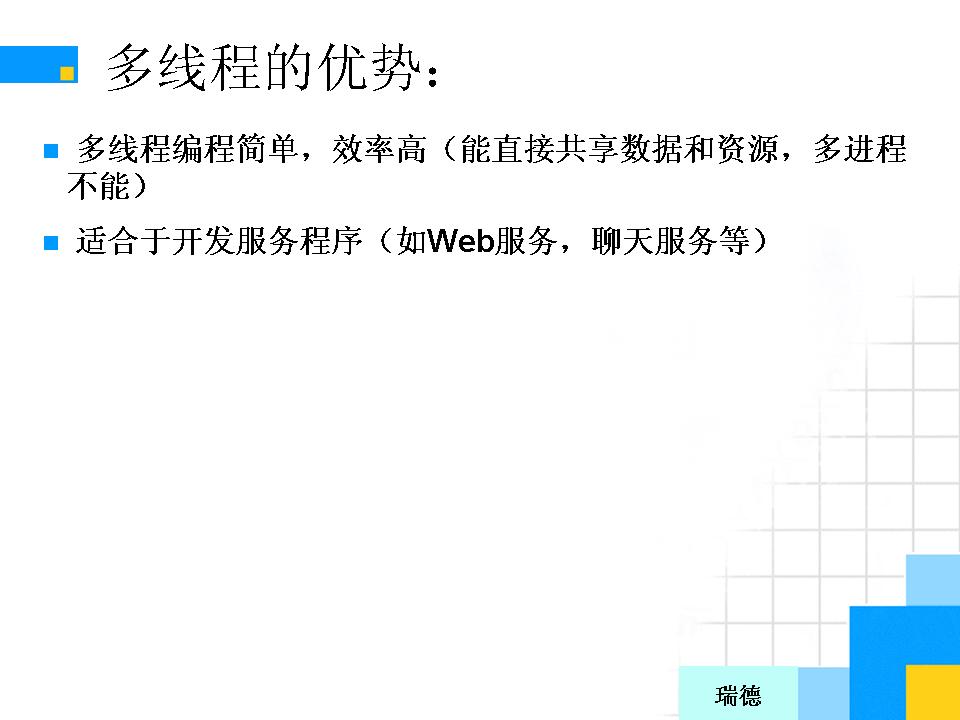 多线程的优势：
多线程编程简单，效率高（能直接共享数据和资源，多进程
不能）
适合于开发服务程序（如Web服务，聊天服务等）
瑞德